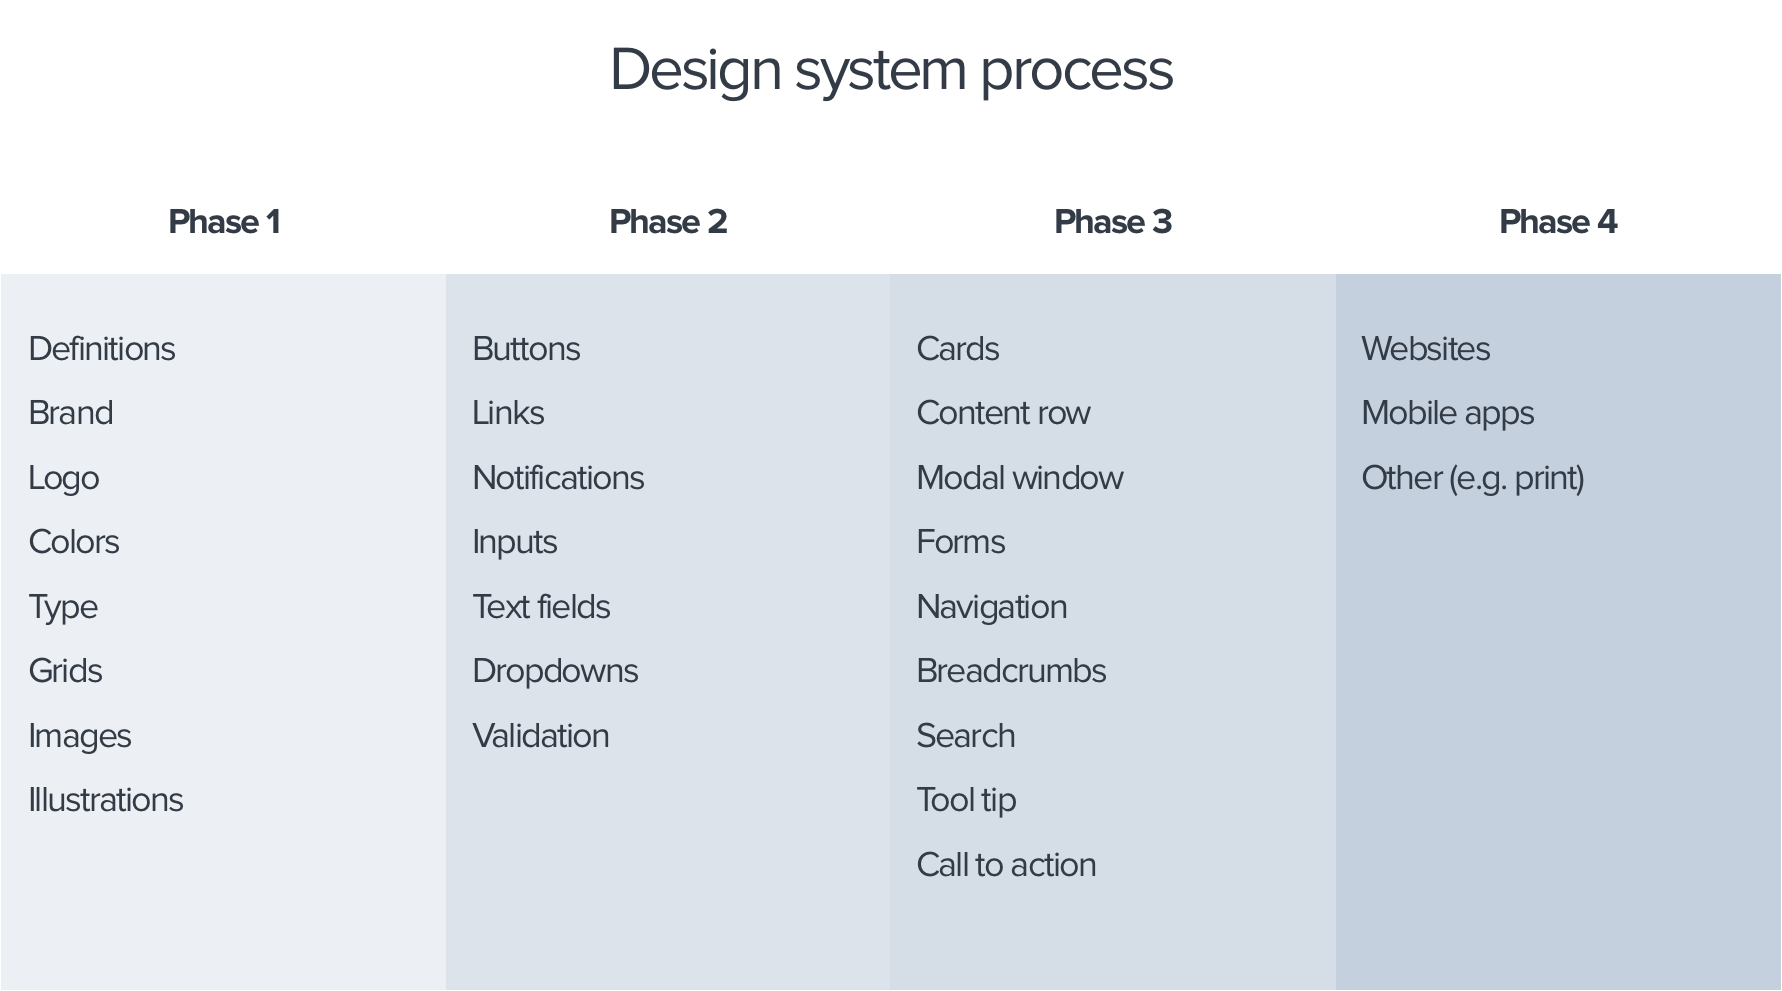 Design system process
Phase 1
Definitions
Brand
Logo
Colors
Type
Grids
Images
Illustrations
Phase 2
Buttons
Links
Notifications
Inputs
Text fields
Dropdowns
Validation
Phase 3
Cards
Content row
Modal window
Forms
Navigation
Breadcrumbs
Search
Tool tip
Call to action
Phase 4
Websites
Mobile apps
Other (e.g. print)